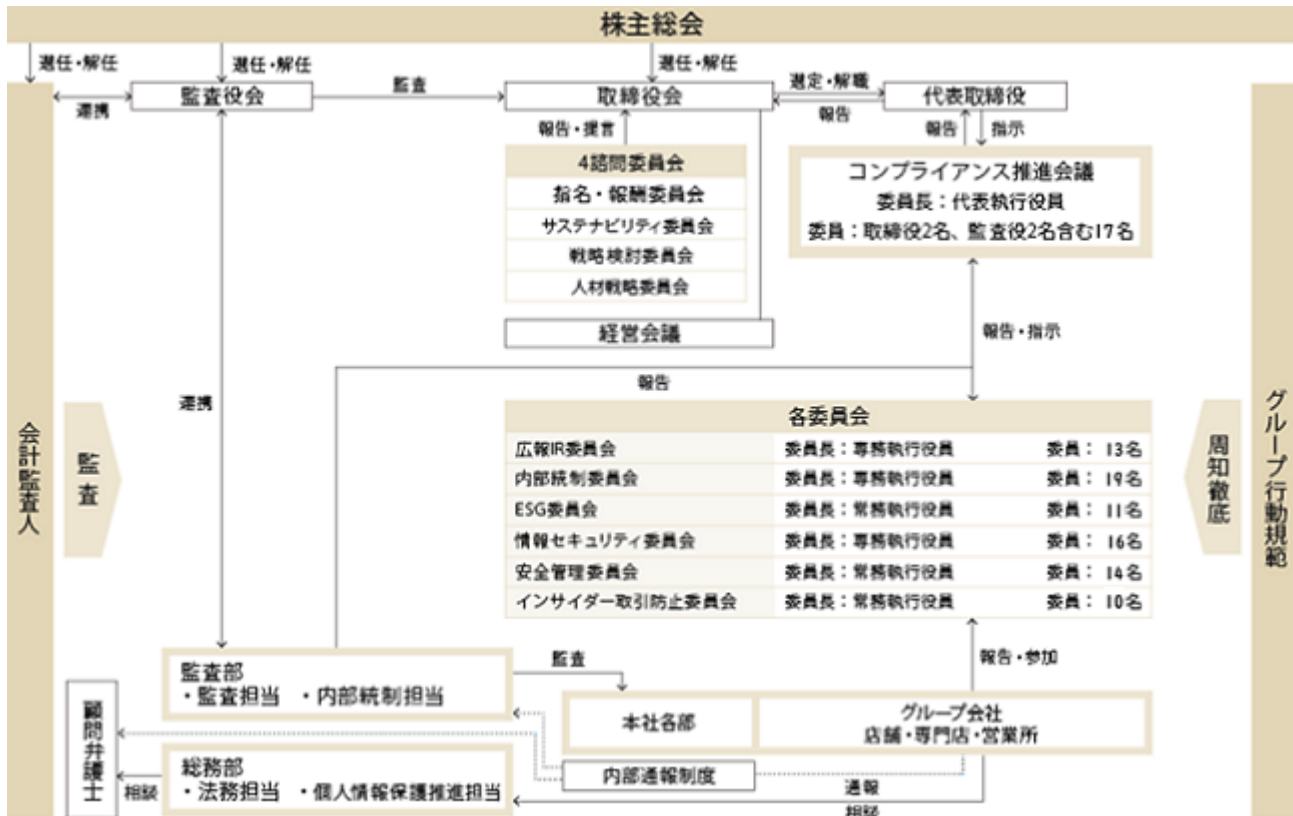 株主総会
選任・解任
選任・解任
選任・解任
連携
監査役会
監査
取締役会
選定・解職
報告
代表取締役
報告・提言
報告
指示
4諮問委員会
指名・報酬委員会
サステナビリティ委員会
戦略検討委員会
人材戦略委員会
コンプライアンス推進会議
委員長：代表執行役員
委員：取締役2名、監査役2名含む17名
経営会議
報告・指示
報告
連携
会計監査人
監査
各委員会
広報IR委員会 委員長：専務執行役員 委員： 13名
内部統制委員会 委員長：専務執行役員 委員： 19名
ESG委員会 委員長：常務執行役員 委員： 11名
情報セキュリティ委員会 委員長：専務執行役員 委員： 16名
安全管理委員会 委員長：常務執行役員 委員： 14名
インサイダー取引防止委員会 委員長：常務執行役員 委員： 10名
周知徹底
グループ行動規範
監査部
・監査担当 ・内部統制担当
監査
報告・参加
本社各部
グループ会社
店舗・専門店・営業所
顧問弁護士
相談
総務部
・法務担当 ・個人情報保護推進担当
内部通報制度
通報
相談